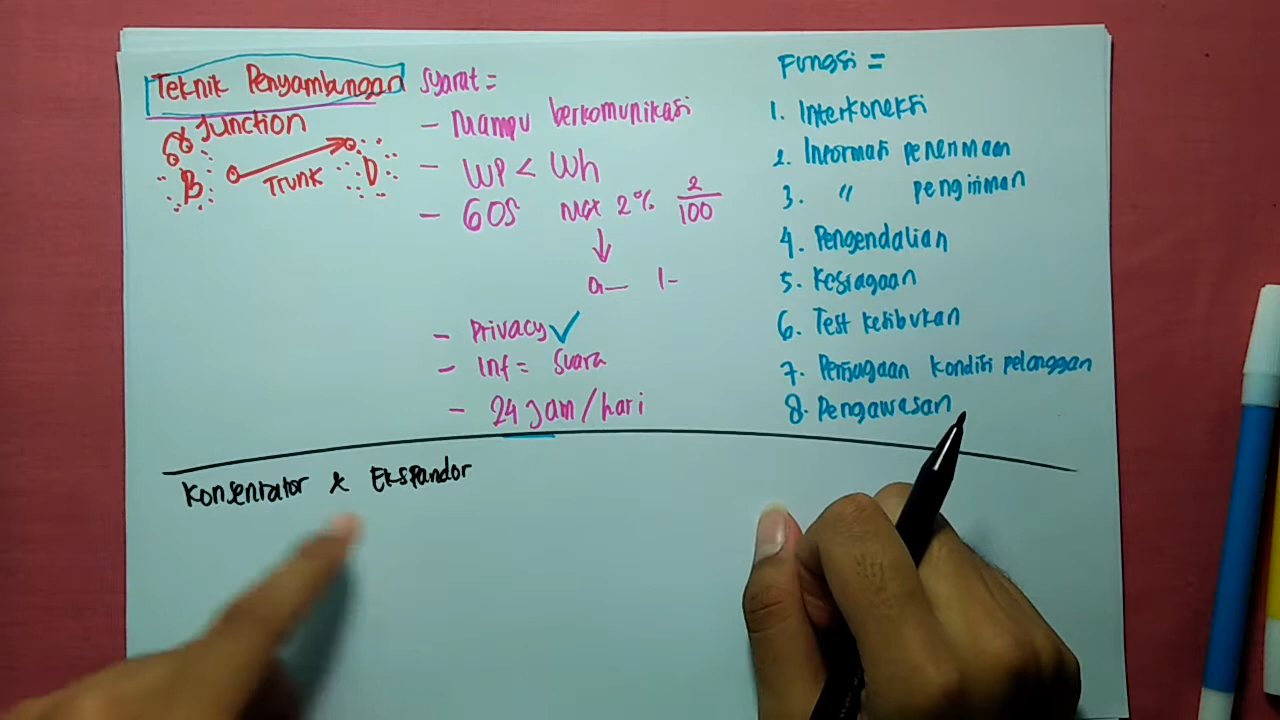 Teknik Penyambungan
Junction
B
Trunk
D
Syarat =
- Mampu berkomunikasi
- WP < Wh
- GOS Max 2% 2/100
a— 1-
- Privacy ✓
- Inf = Suara
- 24 Jam/hari
Fungsi =
1. Interkoneksi
2. Informasi penerimaan
3. " pengiriman
4. Pengendalian
5. Kesiagaan
6. Test kesibukan
7. Penjagaan kondisi pelanggan
8. Pengawasan
Konsentrator & Ekspandor